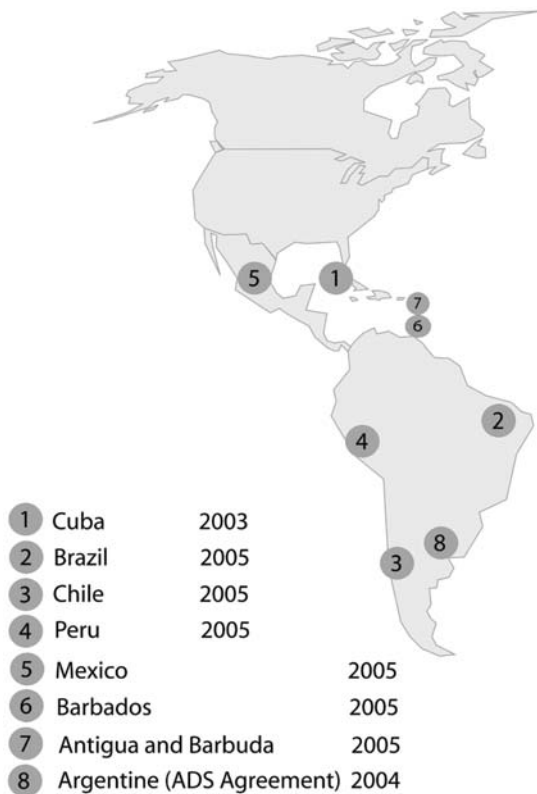 5
1
7
6
2
4
8
3
1 Cuba 2003
2 Brazil 2005
3 Chile 2005
4 Peru 2005
5 Mexico 2005
6 Barbados 2005
7 Antigua and Barbuda 2005
8 Argentine (ADS Agreement) 2004